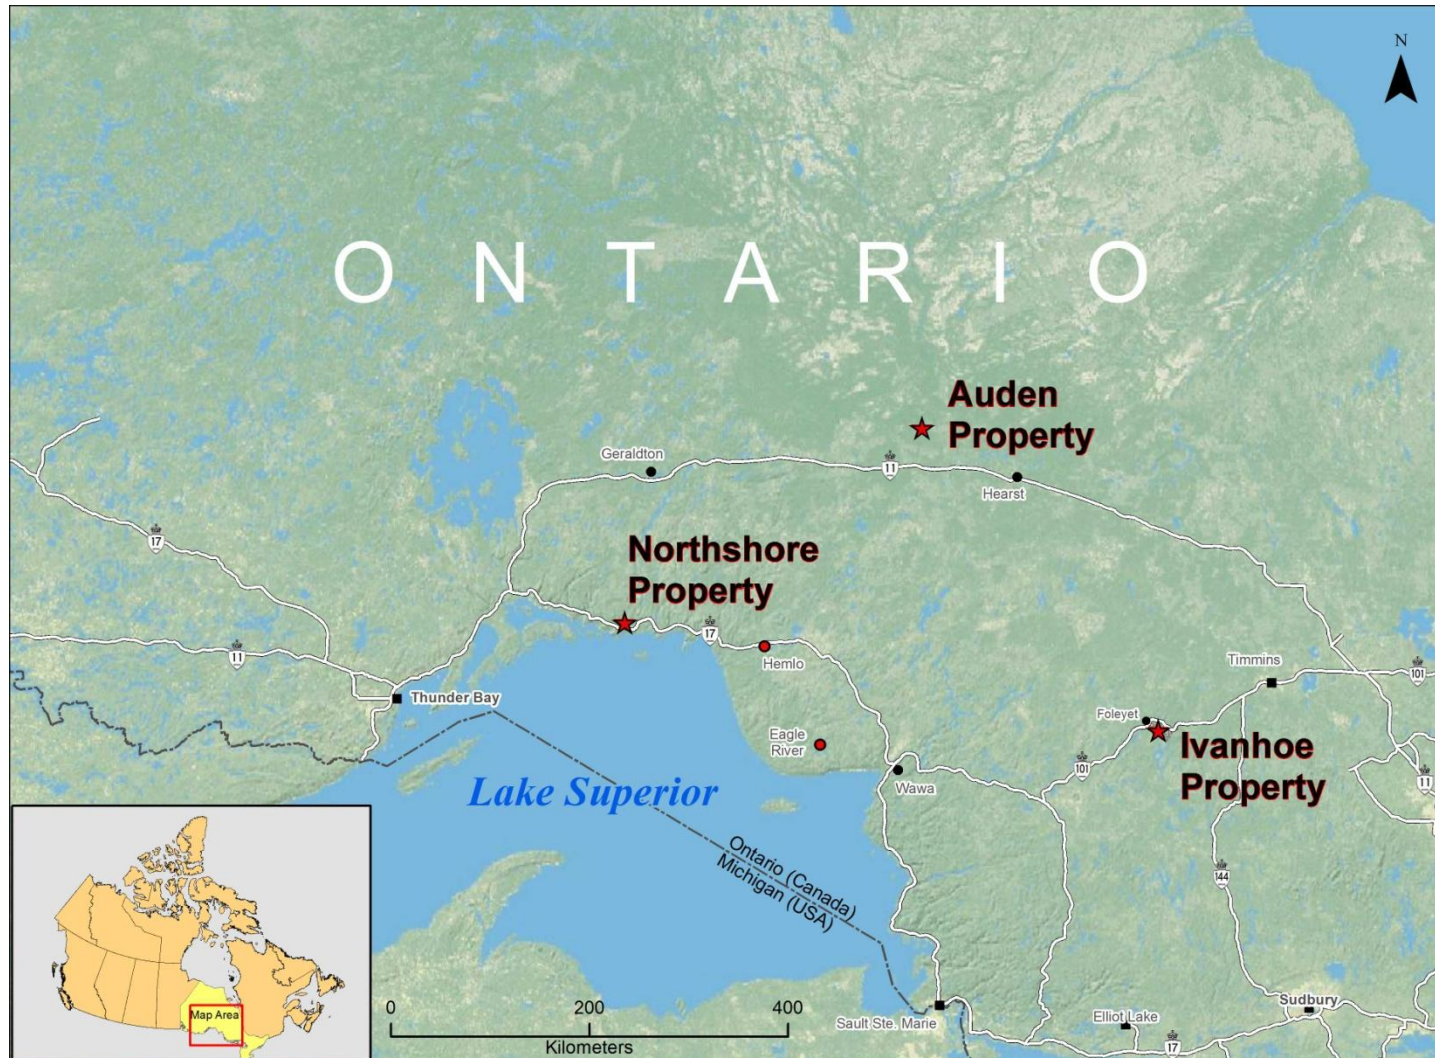 N
ONTARIO
Auden
Property
Geraldton
11
Hearst
17
Northshore
Property
17
Hemlo
11
Timmins
101
Thunder Bay
Foleyet
Eagle
River
Ivanhoe
Property
101
11
Wawa
Lake Superior
Ontario (Canada)
Michigan (USA)
144
Map Area
0 200 400
Kilometers
Sault Ste. Marie
Elliot Lake
Sudbury
17